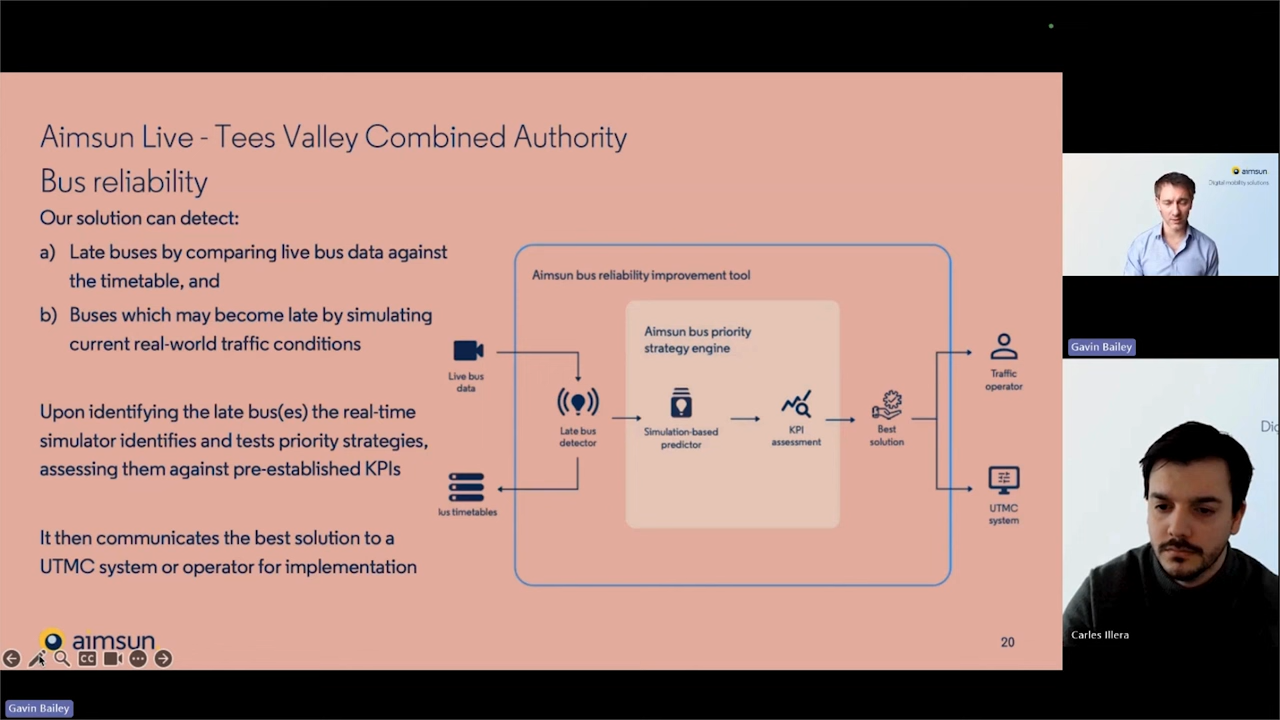 Aimsun Live - Tees Valley Combined Authority
Bus reliability
Our solution can detect:
a) Late buses by comparing live bus data against
the timetable, and
b) Buses which may become late by simulating
current real-world traffic conditions
Upon identifying the late bus(es) the real-time
simulator identifies and tests priority strategies,
assessing them against pre-established KPIs
It then communicates the best solution to a
UTMC system or operator for implementation
Aimsun bus reliability improvement tool
Aimsun bus priority
strategy engine
Live bus
data
Late bus
detector
lus timetables
Simulation-based
predictor
KPI
assessment
Best
solution
Traffic
operator
UTMC
system
aimsun
CC
20
Gavin Bailey
aimsun
Digital mobility solutions
Gavin Bailey
Dig
Carles Illera